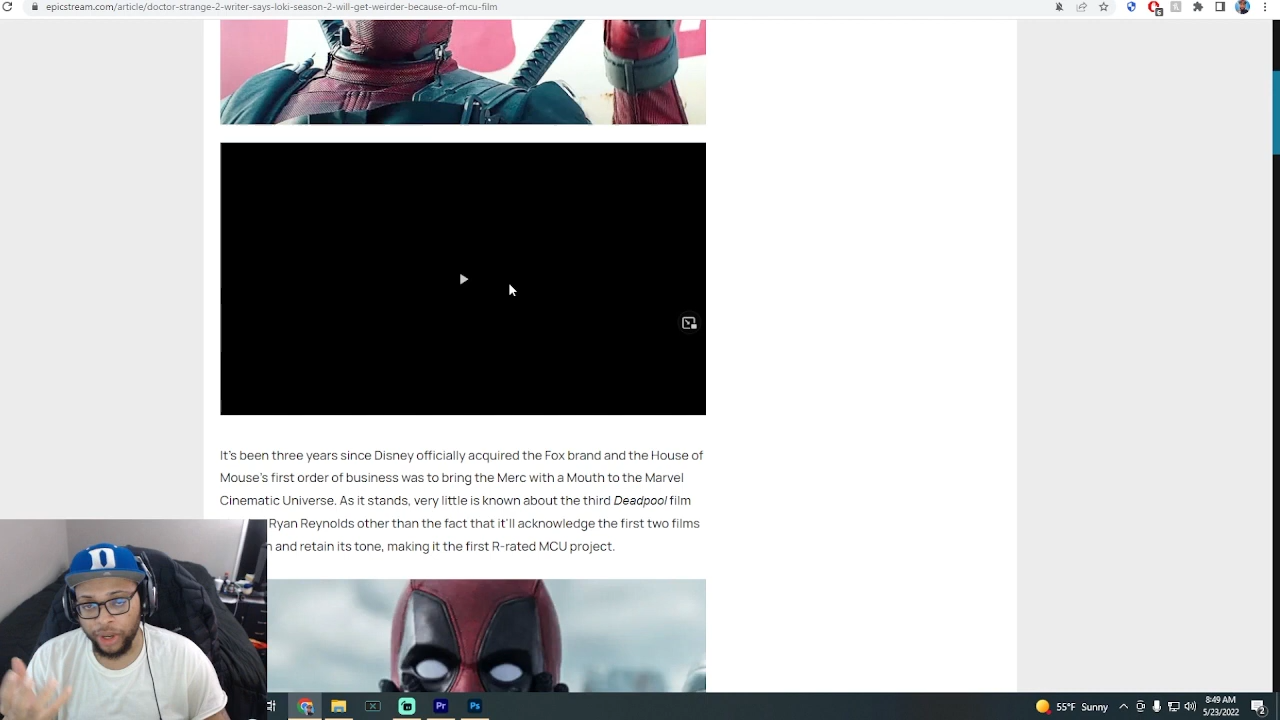 epicstream.com/article/doctor-strange-2-writer-says-loki-season-2-will-get-weirder-because-of-mcu-film
It's been three years since Disney officially acquired the Fox brand and the House of
Mouse's first order of business was to bring the Merc with a Mouth to the Marvel
Cinematic Universe. As it stands, very little is known about the third Deadpool film
Ryan Reynolds other than the fact that it'll acknowledge the first two films
and retain its tone, making it the first R-rated MCU project.
Pr
Ps
55°F Sunny
8:49 AM
5/23/2022
2